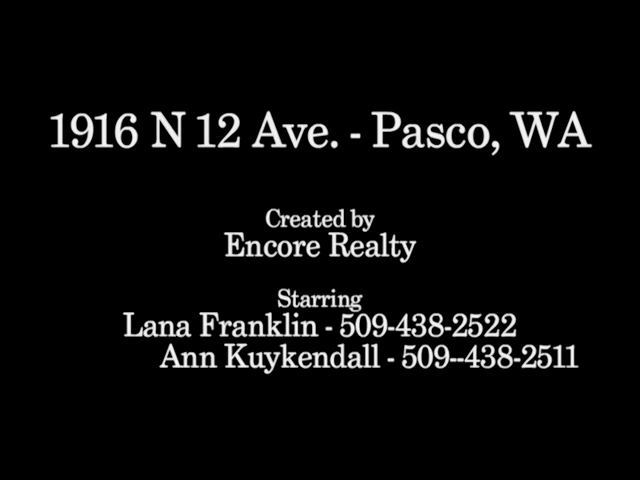 1916 N 12 Ave. - Pasco, WA
Created by
Encore Realty
Starring
Lana Franklin - 509-438-2522
Ann Kuykendall - 509--438-2511